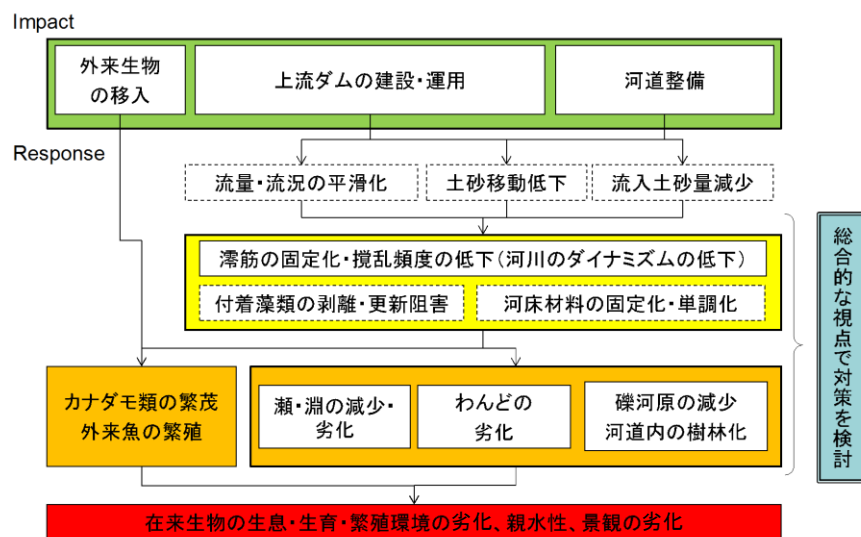 Impact
外来生物
の移入
上流ダムの建設・運用
河道整備
Response
流量・流況の平滑化
土砂移動低下
流入土砂量減少
澪筋の固定化・撹乱頻度の低下(河川のダイナミズムの低下)
付着藻類の剥離・更新阻害
河床材料の固定化・単調化
カナダモ類の繁茂
外来魚の繁殖
瀬・淵の減少・
劣化
わんどの
劣化
礫河原の減少
河道内の樹林化
在来生物の生息・生育・繁殖環境の劣化、親水性、景観の劣化
総合的な視点で対策を検討